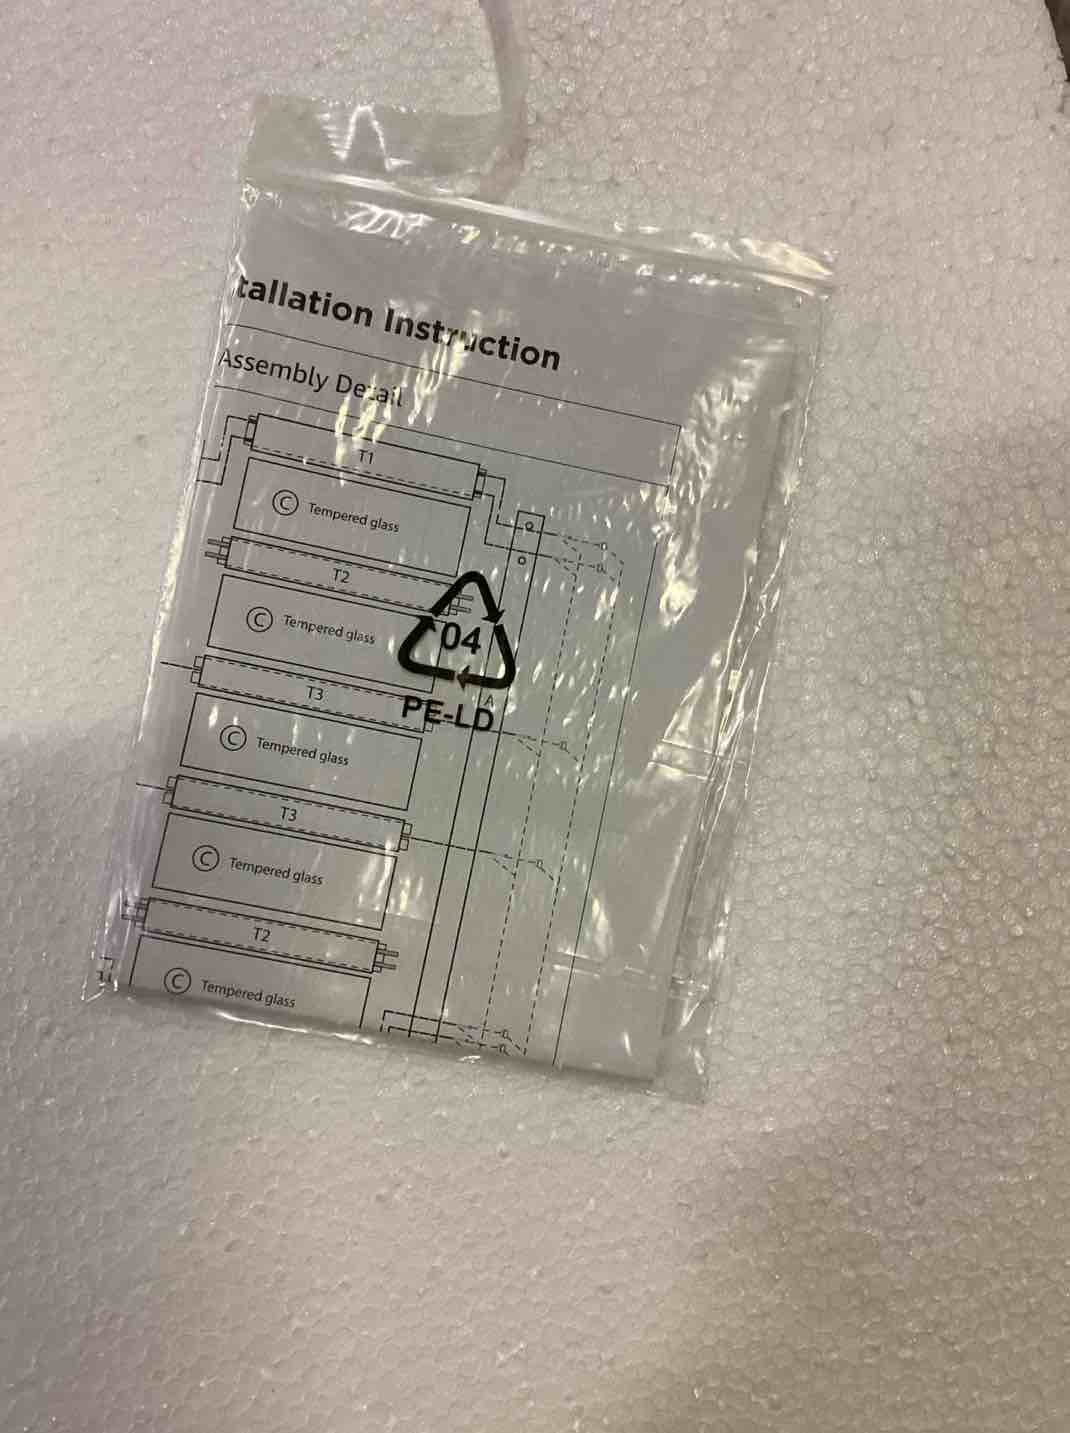 tallation Instruction
Assembly Detail
T1
C Tempered glass
T2
C Tempered glass
04
PE-LD
T3
A
C Tempered glass
T3
C Tempered glass
T2
C Tempered glass